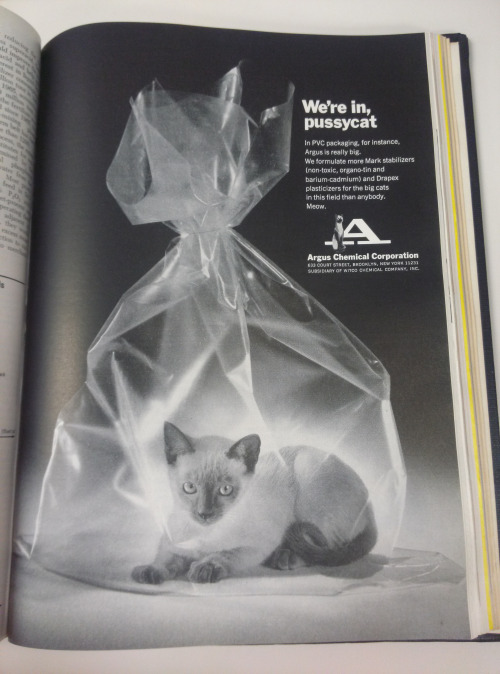 We're in,
pussycat
In PVC packaging, for instance,
Argus is really big.
We formulate more Mark stabilizers
(non-toxic, organo-tin and
barium-cadmium) and Drapex
plasticizers for the big cats
in this field than anybody.
Meow.
A
Argus Chemical Corporation
633 COURT STREET, BROOKLYN, NEW YORK 11231
SUBSIDIARY OF WITCO CHEMICAL COMPANY, INC.